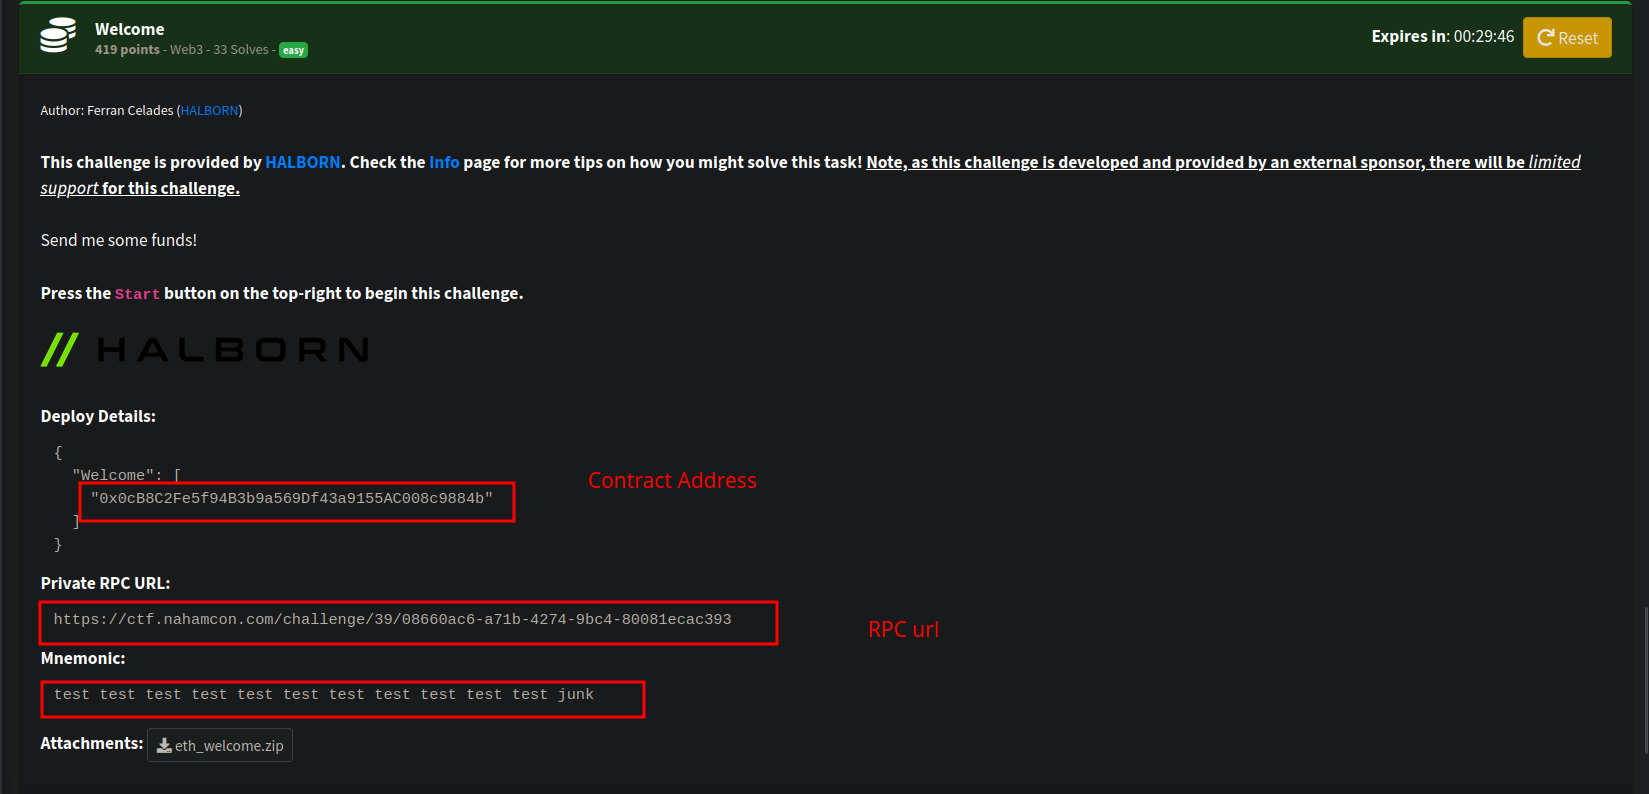 Welcome
419 points - Web3 - 33 Solves - easy
Expires in: 00:29:46 Reset
Author: Ferran Celades (HALBORN)
This challenge is provided by HALBORN. Check the Info page for more tips on how you might solve this task! Note, as this challenge is developed and provided by an external sponsor, there will be limited
support for this challenge.
Send me some funds!
Press the Start button on the top-right to begin this challenge.
// HALBORN
Deploy Details:
{
"Welcome": [
"0x0cB8C2Fe5f94B3b9a569Df43a9155AC008c9884b"
]
}
Contract Address
Private RPC URL:
https://ctf.nahamcon.com/challenge/39/08660ac6-a71b-4274-9bc4-80081ecac393
RPC url
Mnemonic:
test test test test test test test test test test test junk
Attachments: eth_welcome.zip